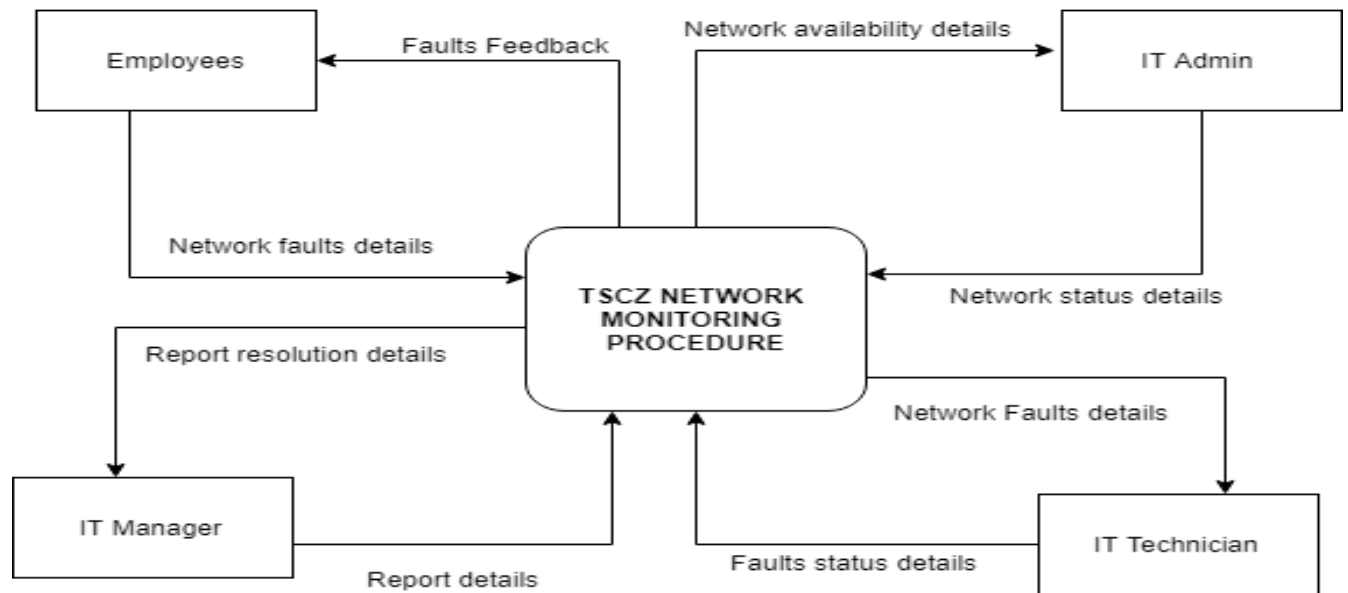 Employees
Faults Feedback
Network availability details
IT Admin
Network faults details
TSCZ NETWORK
MONITORING
PROCEDURE
Network status details
Report resolution details
Network Faults details
IT Manager
Report details
Faults status details
IT Technician